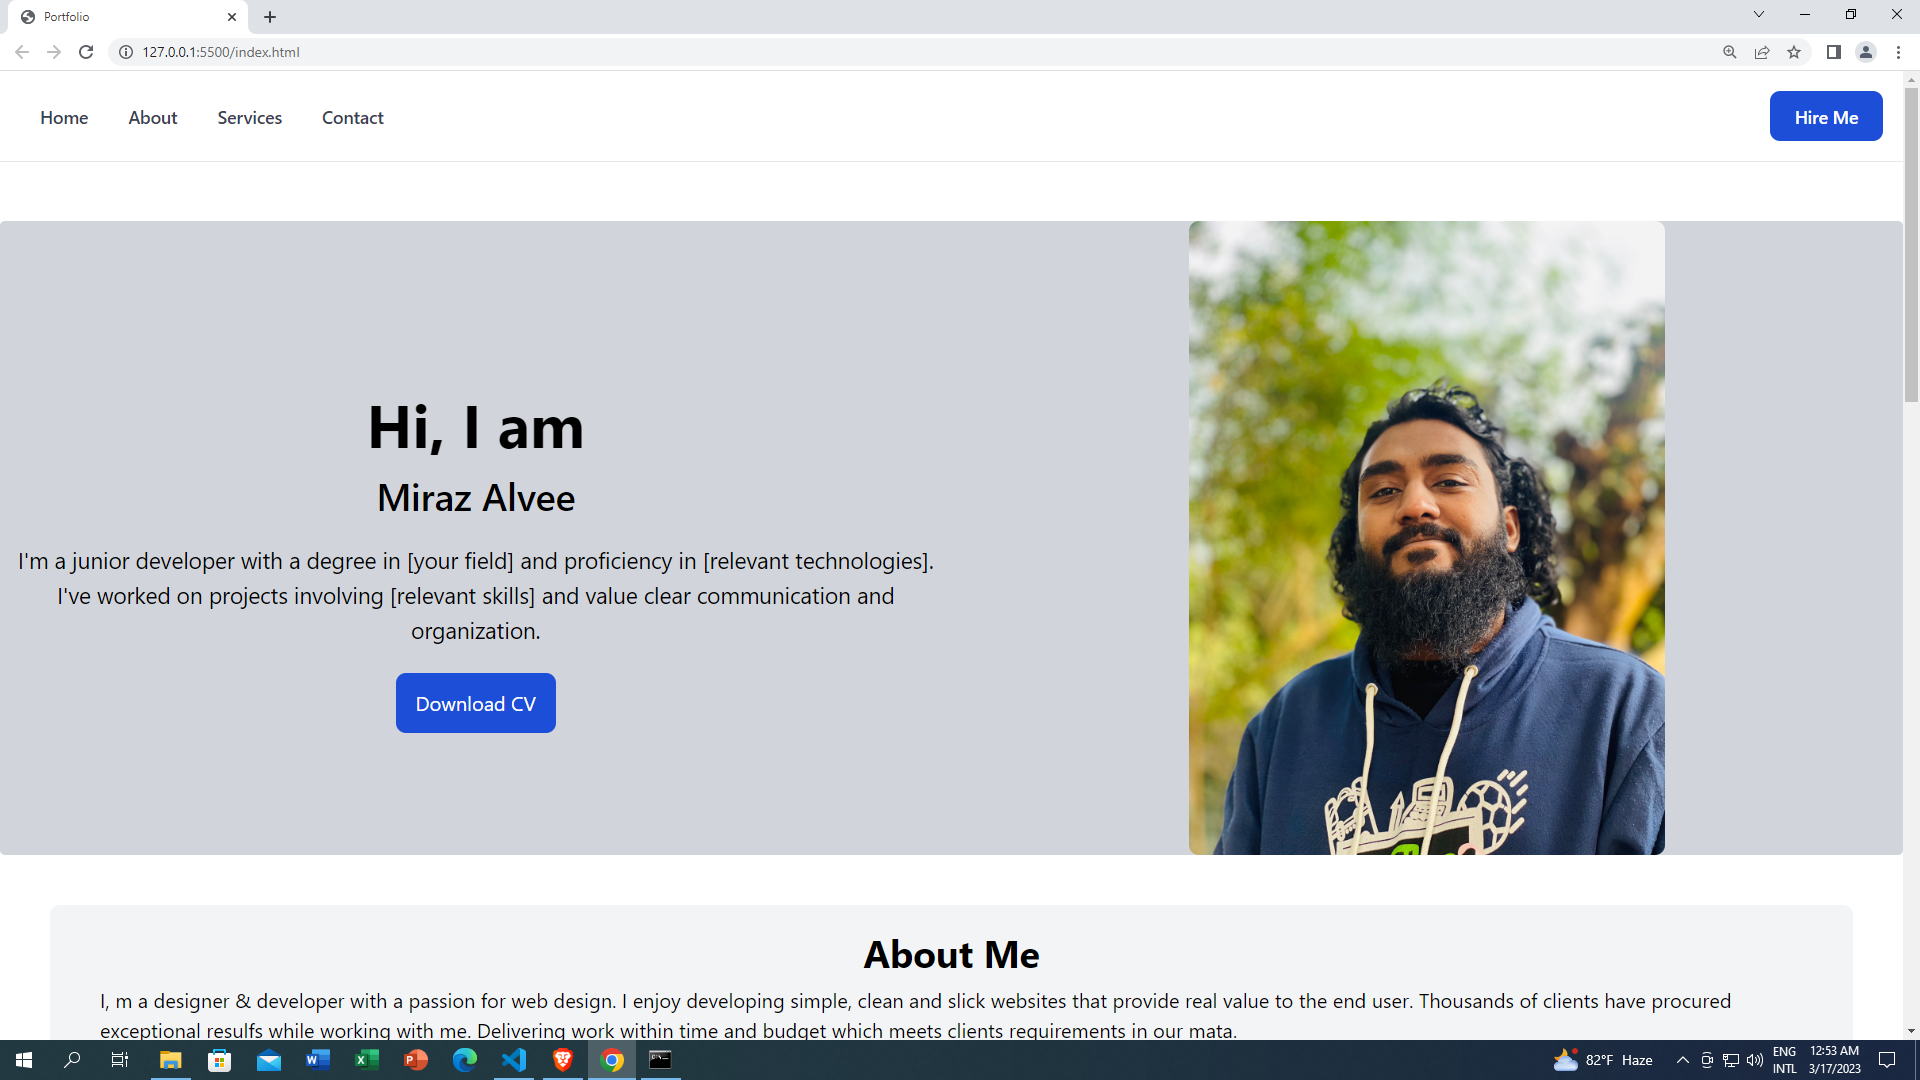 Portfolio
127.0.0.1:5500/index.html
Home About Services Contact Hire Me
Hi, I am
Miraz Alvee
I'm a junior developer with a degree in [your field] and proficiency in [relevant technologies].
I've worked on projects involving [relevant skills] and value clear communication and
organization.
Download CV
About Me
I, m a designer & developer with a passion for web design. I enjoy developing simple, clean and slick websites that provide real value to the end user. Thousands of clients have procured
exceptional resulfs while working with me. Delivering work within time and budget which meets clients requirements in our mata.
82°F Haze
ENG
INTL
12:53 AM
3/17/2023